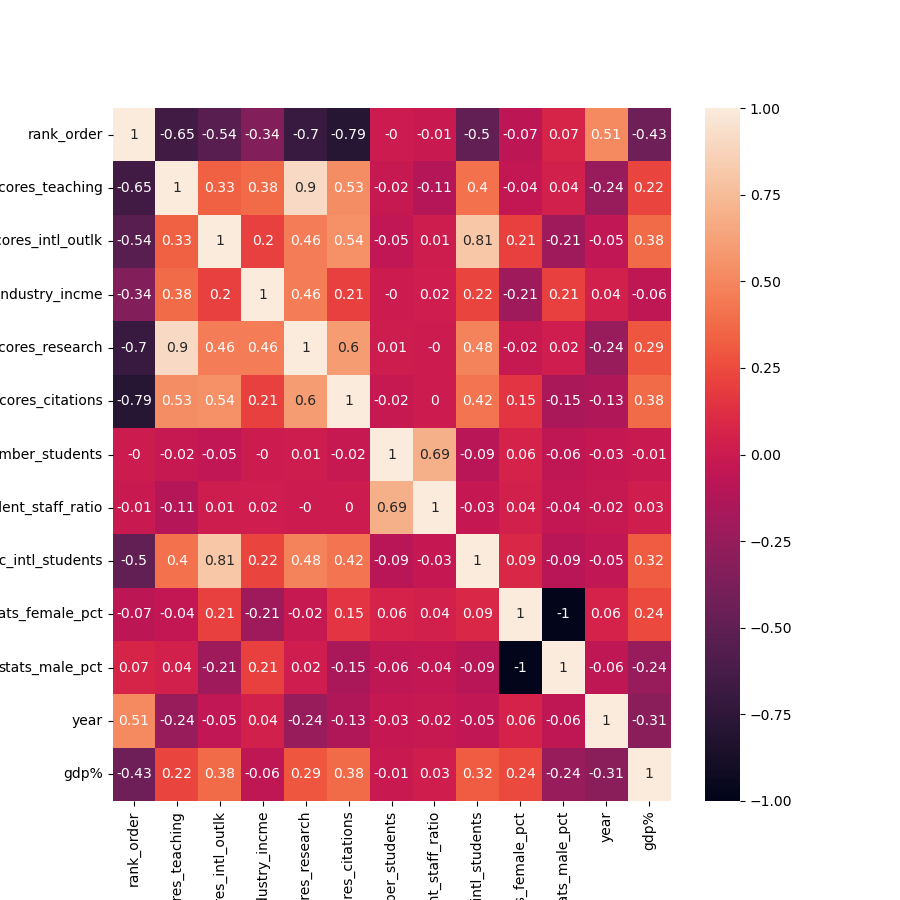 rank_order 1 -0.65 -0.54 -0.34 -0.7 -0.79 -0 -0.01 -0.5 -0.07 0.07 0.51 -0.43
cores_teaching -0.65 1 0.33 0.38 0.9 0.53 -0.02 -0.11 0.4 -0.04 0.04 -0.24 0.22
cores_intl_outlk -0.54 0.33 1 0.2 0.46 0.54 -0.05 0.01 0.81 0.21 -0.21 -0.05 0.38
ndustry_incme -0.34 0.38 0.2 1 0.46 0.21 -0 0.02 0.22 -0.21 0.21 0.04 -0.06
cores_research -0.7 0.9 0.46 0.46 1 0.6 0.01 -0 0.48 -0.02 0.02 -0.24 0.29
cores_citations -0.79 0.53 0.54 0.21 0.6 1 -0.02 0 0.42 0.15 -0.15 -0.13 0.38
mber_students -0 -0.02 -0.05 -0 0.01 -0.02 1 0.69 -0.09 0.06 -0.06 -0.03 -0.01
dent_staff_ratio -0.01 -0.11 0.01 0.02 -0 0 0.69 1 -0.03 0.04 -0.04 -0.02 0.03
c_intl_students -0.5 0.4 0.81 0.22 0.48 0.42 -0.09 -0.03 1 0.09 -0.09 -0.05 0.32
ats_female_pct -0.07 -0.04 0.21 -0.21 -0.02 0.15 0.06 0.04 0.09 1 -1 0.06 0.24
stats_male_pct 0.07 0.04 -0.21 0.21 0.02 -0.15 -0.06 -0.04 -0.09 -1 1 -0.06 -0.24
year 0.51 -0.24 -0.05 0.04 -0.24 -0.13 -0.03 -0.02 -0.05 0.06 -0.06 1 -0.31
gdp% -0.43 0.22 0.38 -0.06 0.29 0.38 -0.01 0.03 0.32 0.24 -0.24 -0.31 1
rank_order
res_teaching
res_intl_outlk
dustry_incme
res_research
res_citations
ber_students
nt_staff_ratio
intl_students
s_female_pct
ats_male_pct
year
gdp%
1.00
0.75
0.50
0.25
0.00
−0.25
−0.50
−0.75
−1.00